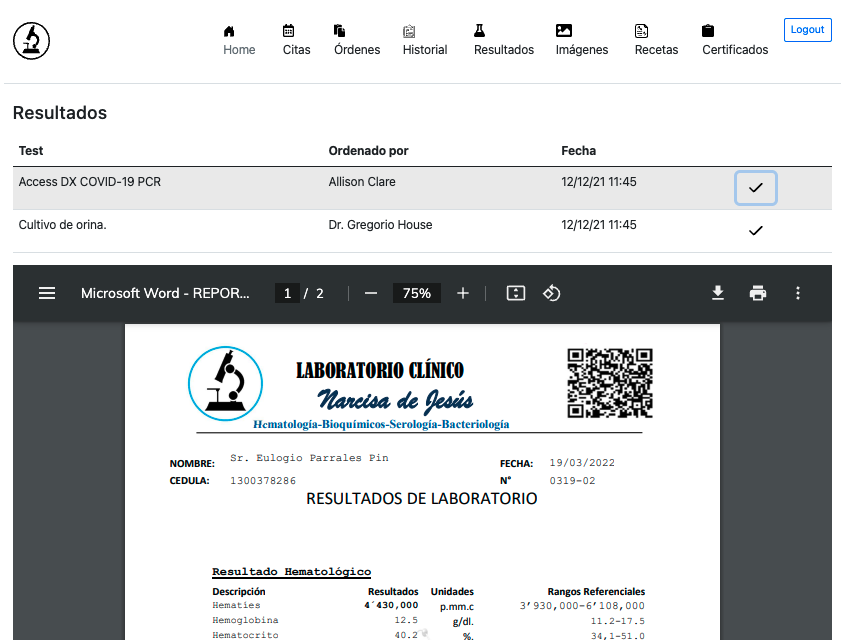 Home Citas Órdenes Historial Resultados Imágenes Recetas Certificados Logout
Resultados
Test Ordenado por Fecha
Access DX COVID-19 PCR Allison Clare 12/12/21 11:45
Cultivo de orina. Dr. Gregorio House 12/12/21 11:45
Microsoft Word - REPOR... 1 / 2 75%
LABORATORIO CLÍNICO
Narcisa de Jesús
Hematología-Bioquímicos-Serología-Bacteriología
NOMBRE: Sr. Eulogio Parrales Pin FECHA: 19/03/2022
CEDULA: 1300378286 N° 0319-02
RESULTADOS DE LABORATORIO
Resultado Hematológico
Descripción Resultados Unidades Rangos Referenciales
Hematies 4´430,000 p.mm.c 3’930,000-6’108,000
Hemoglobina 12.5 g/dl. 11.2-17.5
Hematocrito 40.2 %. 34,1-51.0